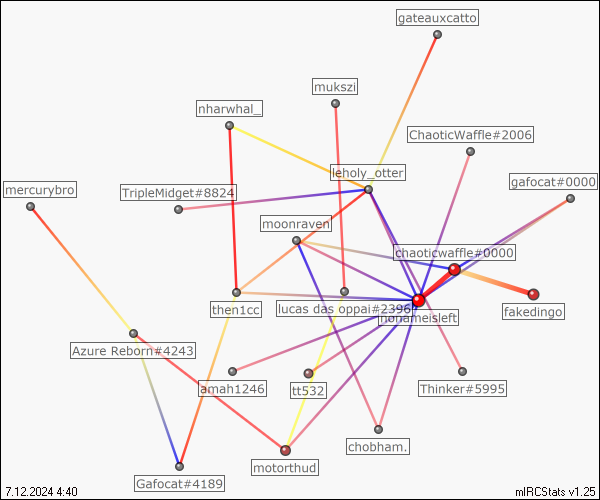 gateauxcatto
mukszi
nharwhal_
ChaoticWaffle#2006
leholy_otter
gafocat#0000
mercurybro
TripleMidget#8824
moonraven
chaoticwaffle#0000
then1cc
lucas das oppai#2396
nonameisleft
fakedingo
Azure Reborn#4243
amah1246
tt532
Thinker#5995
chobham.
motorthud
Gafocat#4189
7.12.2024 4:40
mIRCStats v1.25